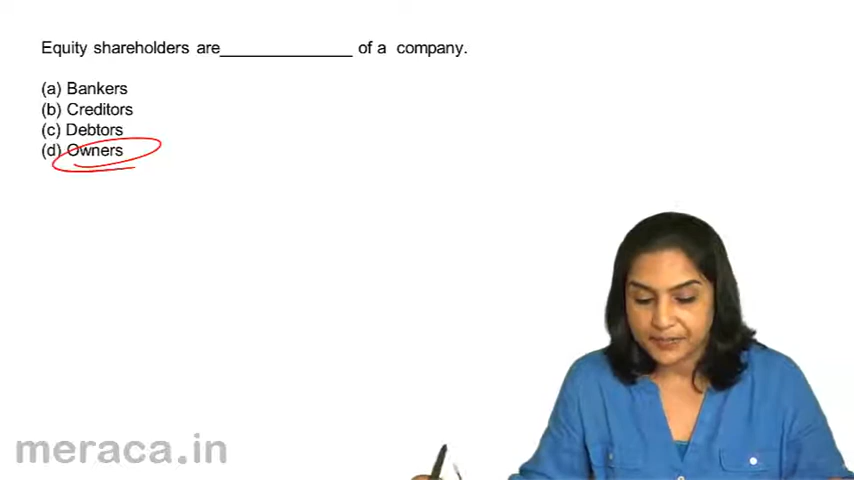 Equity shareholders are_______________ of a company.
(a) Bankers
(b) Creditors
(c) Debtors
(d) Owners
meraca.in